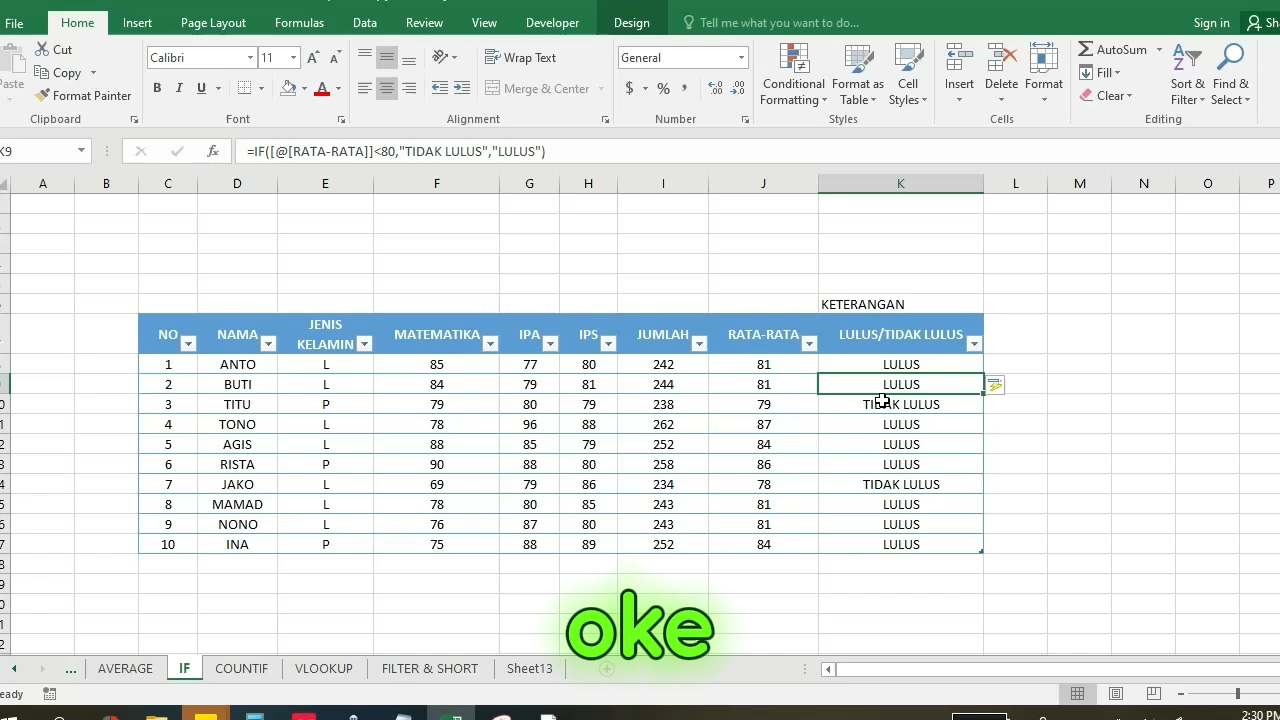 File Home Insert Page Layout Formulas Data Review View Developer Design Tell me what you want to do... Sign in
Cut
Copy
Format Painter
Clipboard
Calibri 11
B I U
Font
Wrap Text
Merge & Center
Alignment
General
$ % ,
Number
Conditional Formatting
Format as Table
Cell Styles
Styles
Insert Delete Format
Cells
AutoSum
Fill
Clear
Sort & Filter
Find & Select
Editing
K9 fx =IF([@[RATA-RATA]]<80,"TIDAK LULUS","LULUS")
A B C D E F G H I J K L M N O P
KETERANGAN
NO NAMA JENIS KELAMIN MATEMATIKA IPA IPS JUMLAH RATA-RATA LULUS/TIDAK LULUS
1 ANTO L 85 77 80 242 81 LULUS
2 BUTI L 84 79 81 244 81 LULUS
3 TITU P 79 80 79 238 79 TIDAK LULUS
4 TONO L 78 96 88 262 87 LULUS
5 AGIS L 88 85 79 252 84 LULUS
6 RISTA P 90 88 80 258 86 LULUS
7 JAKO L 69 79 86 234 78 TIDAK LULUS
8 MAMAD L 78 80 85 243 81 LULUS
9 NONO L 76 87 80 243 81 LULUS
10 INA P 75 88 89 252 84 LULUS
oke
... AVERAGE IF COUNTIF VLOOKUP FILTER & SHORT Sheet13
eady
2:30 PM